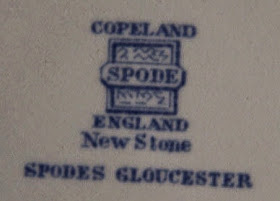 COPELAND
SPODE
ENGLAND
New Stone
SPODES GLOUCESTER